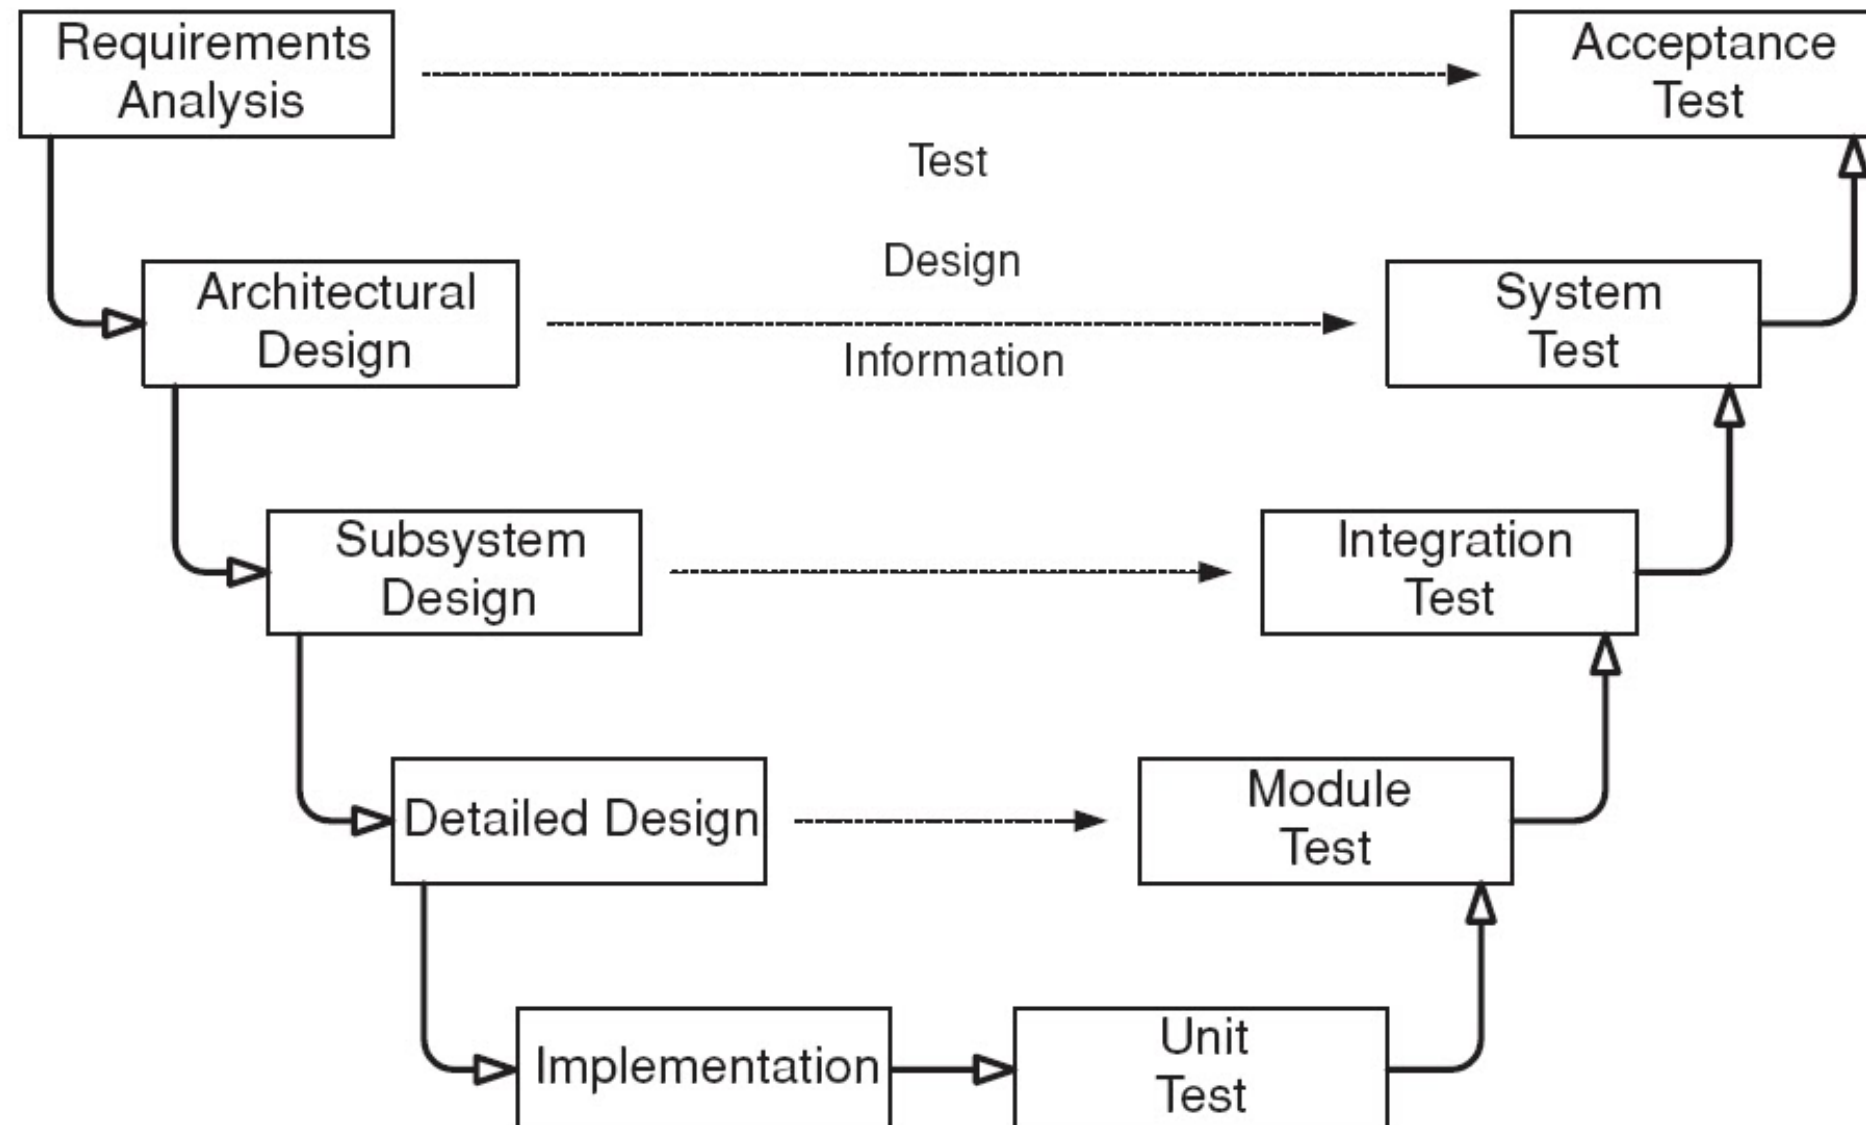 Requirements
Analysis
Acceptance
Test
Test
Design
Information
Architectural
Design
System
Test
Subsystem
Design
Integration
Test
Detailed Design
Module
Test
Implementation
Unit
Test